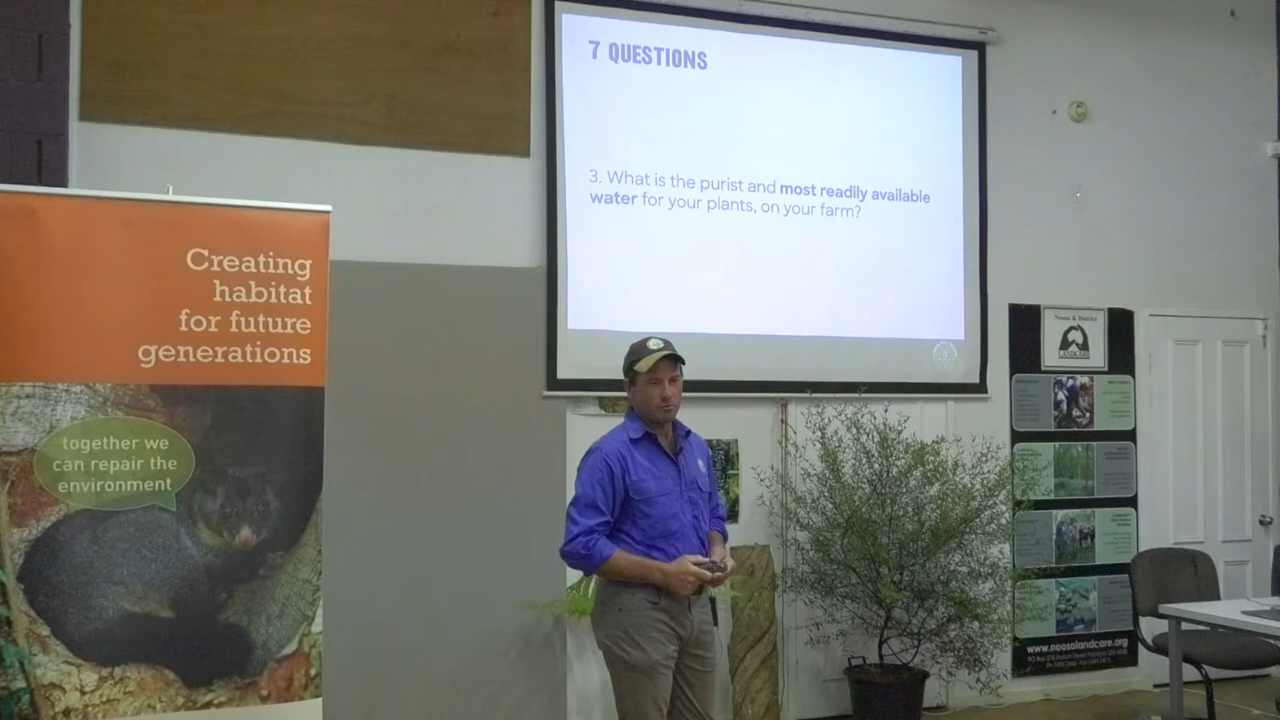 7 QUESTIONS
3. What is the purist and most readily available
water for your plants, on your farm?
Creating
habitat
for future
generations
together we
can repair the
environment
Noosa & District
LANDCARE
www.noosalandcare.org